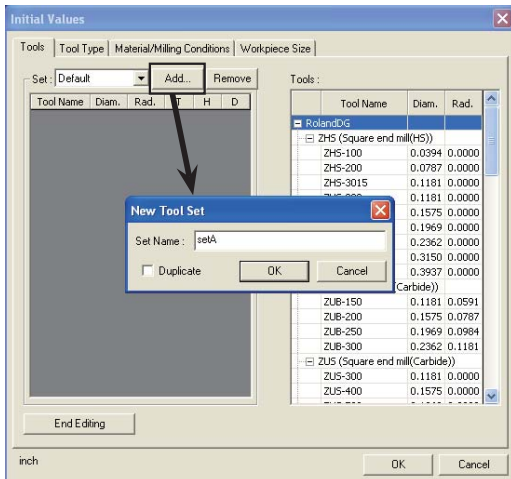 Initial Values
Tools Tool Type Material/Milling Conditions Workpiece Size
Set : Default Add... Remove Tools :
Tool Name Diam. Rad. T H D
Tool Name Diam. Rad.
RolandDG
ZHS (Square end mill(HS))
ZHS-100 0.0394 0.0000
ZHS-200 0.0787 0.0000
ZHS-3015 0.1181 0.0000
0.1181 0.0000
0.1575 0.0000
0.1969 0.0000
0.2362 0.0000
0.3150 0.0000
0.3937 0.0000
New Tool Set
Set Name : setA
Duplicate OK Cancel
(Carbide))
ZUB-150 0.1181 0.0591
ZUB-200 0.1575 0.0787
ZUB-250 0.1969 0.0984
ZUB-300 0.2362 0.1181
ZUS (Square end mill(Carbide))
ZUS-300 0.1181 0.0000
ZUS-400 0.1575 0.0000
End Editing
inch OK Cancel